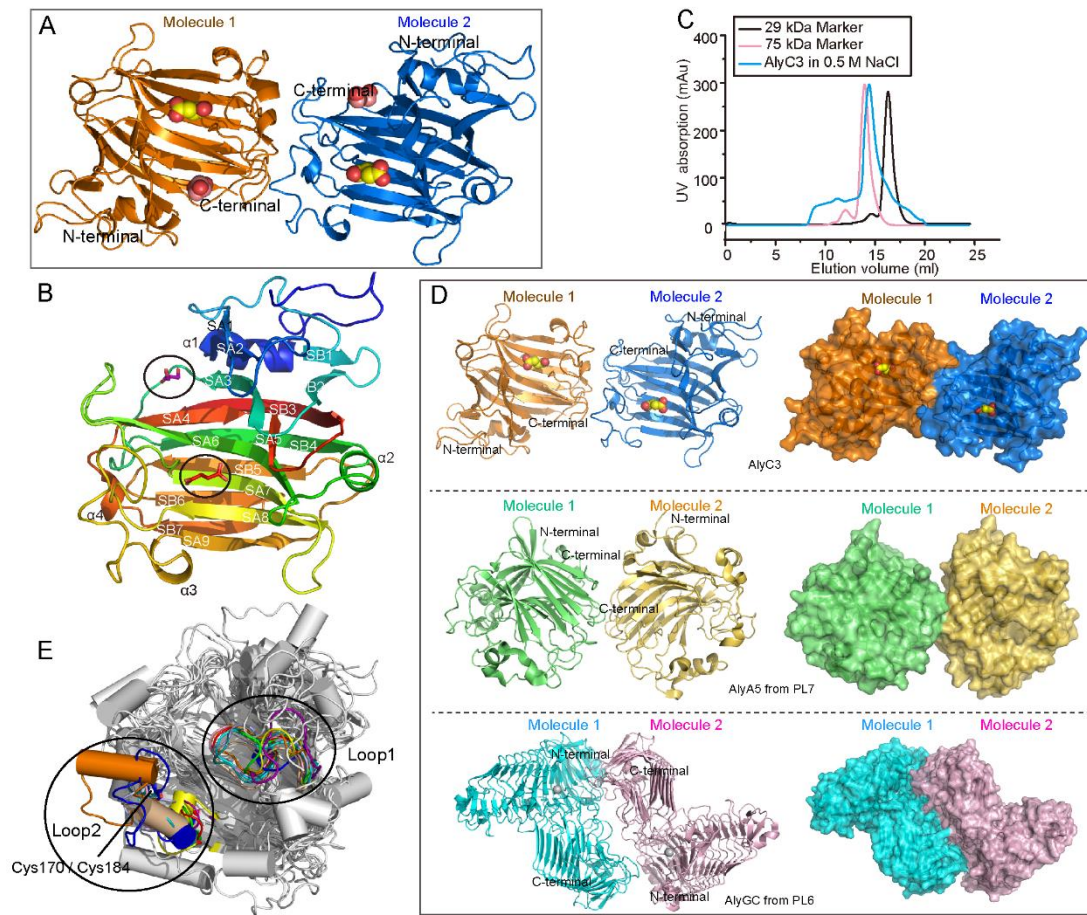 A
Molecule 1
Molecule 2
N-terminal
C-terminal
C-terminal
N-terminal
B
SA1
α1
SA2
SB1
SA3
B2
SA4
SB3
SA6
SA5
SB4
α2
SB5
SA7
SB6
α4
SA8
SB7
SA9
α3
C
29 kDa Marker
75 kDa Marker
AlyC3 in 0.5 M NaCl
UV absorption (mAu)
400
300
200
100
0
0
5
10
15
20
25
Elution volume (ml)
D
Molecule 1
Molecule 2
Molecule 1
Molecule 2
N-terminal
C-terminal
C-terminal
N-terminal
AlyC3
Molecule 1
Molecule 2
Molecule 1
Molecule 2
N-terminal
N-terminal
C-terminal
C-terminal
AlyA5 from PL7
Molecule 1
Molecule 2
Molecule 1
Molecule 2
N-terminal
C-terminal
C-terminal
N-terminal
AlyGC from PL6
E
Loop1
Loop2
Cys170 / Cys184